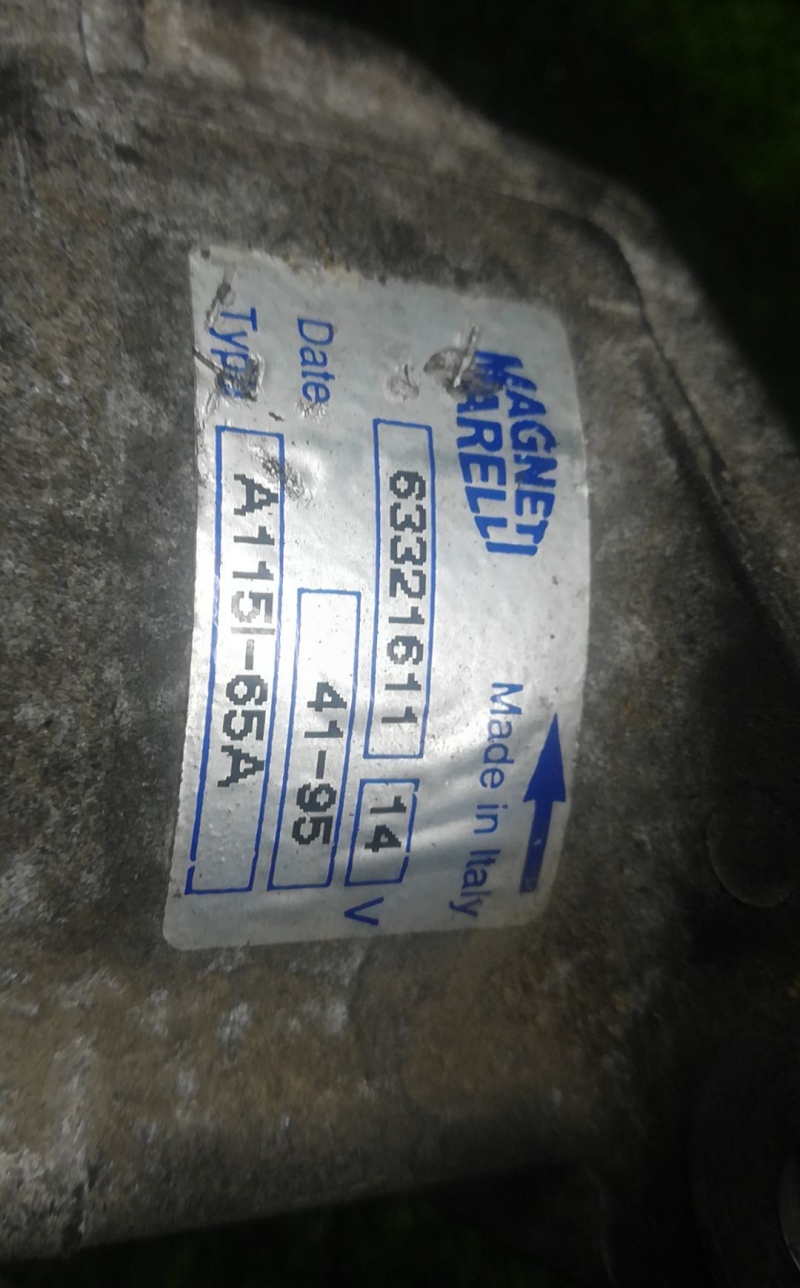 MAGNETI
MARELLI
Made in Italy
63321611 14 V
Date 41-95
Type A115I-65A